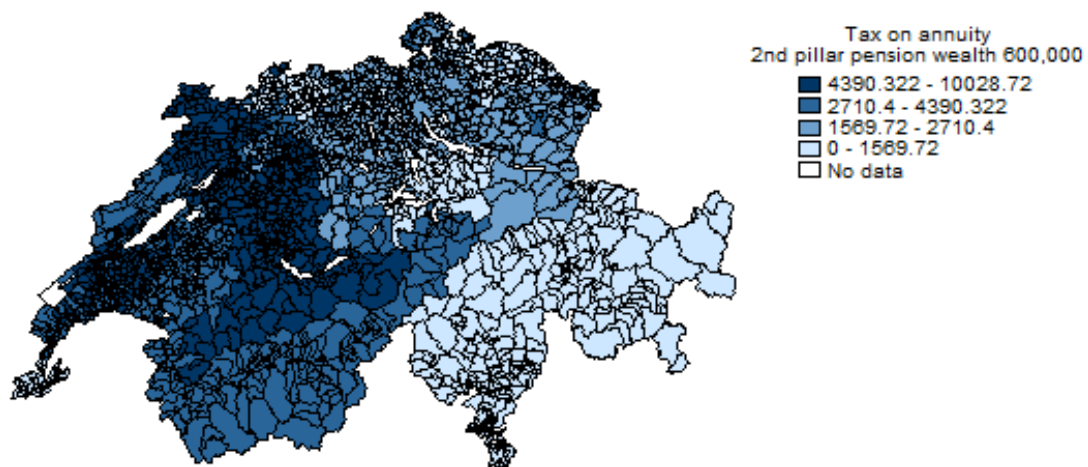 Tax on annuity
2nd pillar pension wealth 600,000
4390.322 - 10028.72
2710.4 - 4390.322
1569.72 - 2710.4
0 - 1569.72
No data